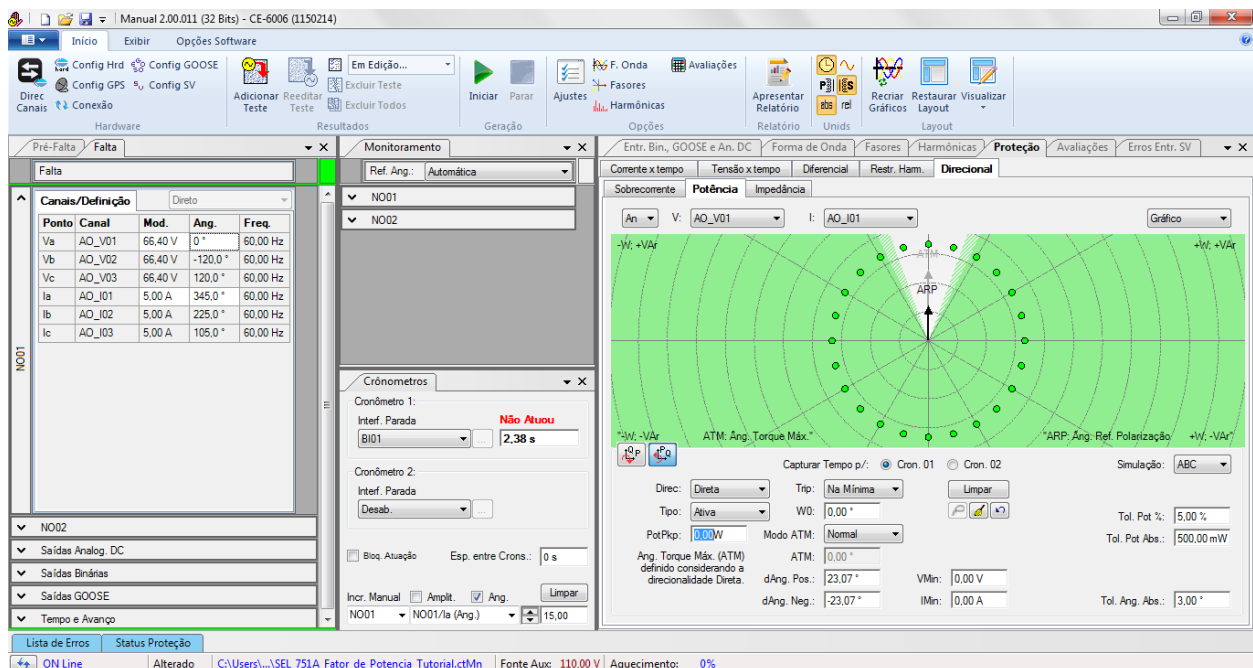 Manual 2.00.011 (32 Bits) - CE-6006 (1150214)
Início Exibir Opções Software
Direc Canais
Config Hrd
Config GPS
Conexão
Config GOOSE
Config SV
Hardware
Adicionar Teste
Reeditar Teste
Em Edição...
Excluir Teste
Excluir Todos
Resultados
Iniciar
Parar
Geração
Ajustes
F. Onda
Fasores
Harmônicas
Avaliações
Opções
Apresentar Relatório
Relatório
abs rel
Unids
Recriar Gráficos
Restaurar Layout
Visualizar
Layout
Pré-Falta Falta
Falta
Canais/Definição Direto
Ponto Canal Mod. Ang. Freq.
Va AO_V01 66,40 V 0 ° 60,00 Hz
Vb AO_V02 66,40 V -120,0 ° 60,00 Hz
Vc AO_V03 66,40 V 120,0 ° 60,00 Hz
Ia AO_I01 5,00 A 345,0 ° 60,00 Hz
Ib AO_I02 5,00 A 225,0 ° 60,00 Hz
Ic AO_I03 5,00 A 105,0 ° 60,00 Hz
NO01
NO02
Saídas Analog. DC
Saídas Binárias
Saídas GOOSE
Tempo e Avanço
Monitoramento
Ref. Ang.: Automática
NO01
NO02
Crônometros
Cronômetro 1:
Interf. Parada
Não Atuou
BI01 ... 2,38 s
Cronômetro 2:
Interf. Parada
Desab. ...
Bloq. Atuação Esp. entre Crons.: 0 s
Incr. Manual Amplit. Ang. Limpar
NO01 NO01/Ia (Ang.) 15,00
Entr. Bin., GOOSE e An. DC Forma de Onda Fasores Harmônicas Proteção Avaliações Erros Entr. SV
Corrente x tempo Tensão x tempo Diferencial Restr. Harm. Direcional
Sobrecorrente Potência Impedância
An V: AO_V01 I: AO_I01 Gráfico
-W; +VAr
+W; +VAr
ATM
ARP
"-W; -VAr
ATM: Âng. Torque Máx."
"ARP: Âng. Ref. Polarização
+W; -VAr"
Capturar Tempo p/: Cron. 01 Cron. 02 Simulação: ABC
Direc: Direta Trip: Na Mínima Limpar
Tipo: Ativa W0: 0,00 ° Tol. Pot %: 5,00 %
PotPkp: 0,00W Modo ATM: Normal Tol. Pot Abs.: 500,00 mW
Ang. Torque Máx. (ATM)
definido considerando a
direcionalidade Direta.
ATM: 0,00 °
dAng. Pos.: 23,07 ° VMin: 0,00 V
dAng. Neg.: -23,07 ° IMin: 0,00 A Tol. Ang. Abs.: 3,00 °
Lista de Erros Status Proteção
ON Line Alterado C:\Users\...\SEL 751A Fator de Potencia Tutorial.ctMn Fonte Aux: 110,00 V Aquecimento: 0%